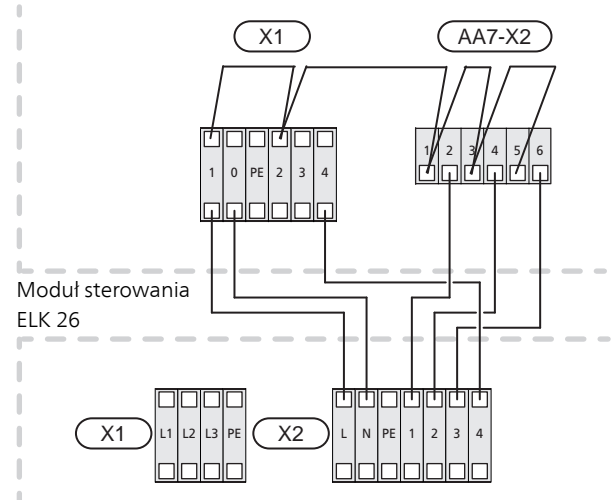 X1 AA7-X2
1 0 PE 2 3 4
1 2 3 4 5 6
Moduł sterowania
ELK 26
X1 L1 L2 L3 PE X2 L N PE 1 2 3 4